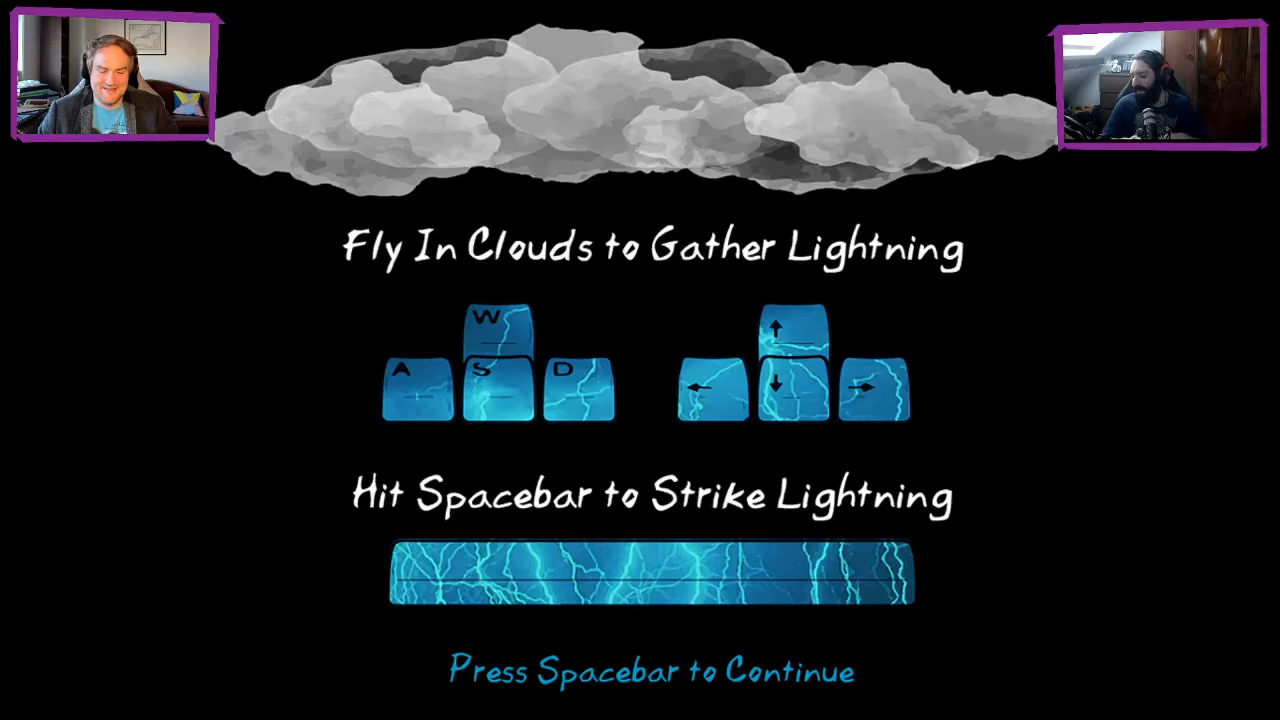 Fly In Clouds to Gather Lightning
W
A S D
↑
← ↓ →
Hit Spacebar to Strike Lightning
Press Spacebar to Continue